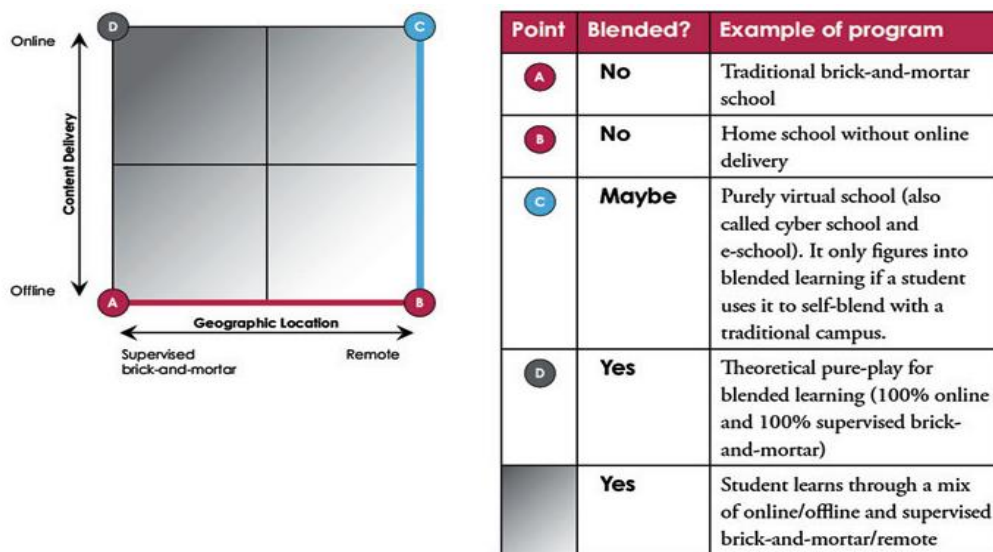 D
C
Online
Content Delivery
Offline
A
B
Geographic Location
Supervised
brick-and-mortar
Remote
Point
Blended?
Example of program
A
No
Traditional brick-and-mortar
school
B
No
Home school without online
delivery
C
Maybe
Purely virtual school (also
called cyber school and
e-school). It only figures into
blended learning if a student
uses it to self-blend with a
traditional campus.
D
Yes
Theoretical pure-play for
blended learning (100% online
and 100% supervised brick-
and-mortar)
Yes
Student learns through a mix
of online/offline and supervised
brick-and-mortar/remote